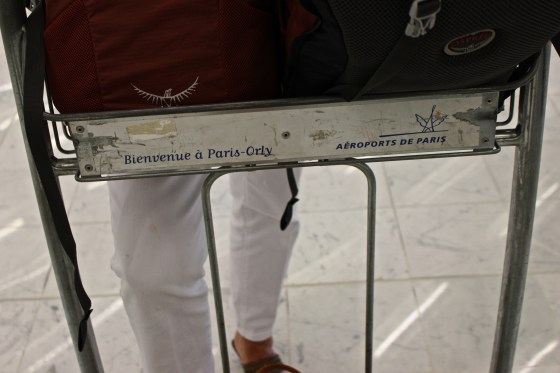 Bienvenue à Paris-Orly
AÉROPORTS DE PARIS